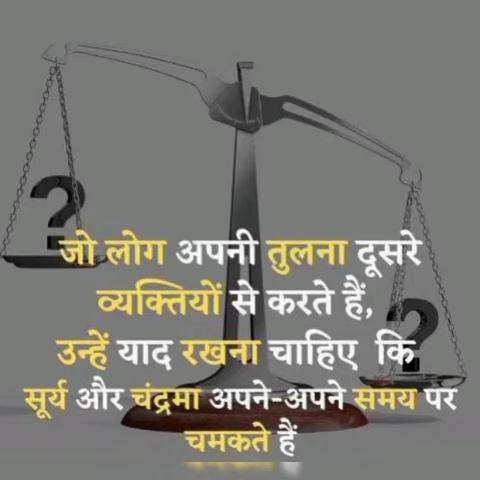 जो लोग अपनी तुलना दूसरे
व्यक्तियों से करते हैं,
उन्हें याद रखना चाहिए कि
सूर्य और चंद्रमा अपने-अपने समय पर
चमकते हैं
? 
?